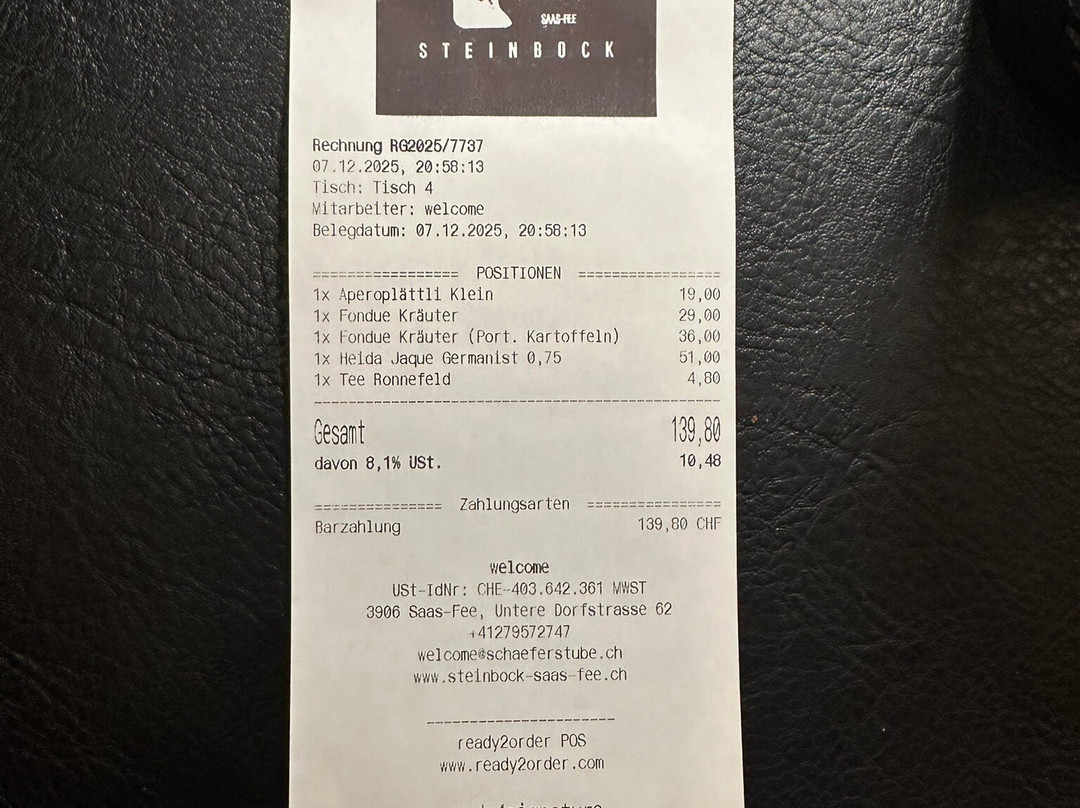 SAAS-FEE
STEINBOCK
Rechnung RG2025/7737
07.12.2025, 20:58:13
Tisch: Tisch 4
Mitarbeiter: welcome
Belegdatum: 07.12.2025, 20:58:13
================= POSITIONEN =================
1x Aperoplättli Klein 19,00
1x Fondue Kräuter 29,00
1x Fondue Kräuter (Port. Kartoffeln) 36,00
1x Heida Jaque Germanist 0,75 51,00
1x Tee Ronnefeld 4,80
------------------------------------------------
Gesamt 139,80
davon 8,1% USt. 10,48
=============== Zahlungsarten ================
Barzahlung 139,80 CHF
welcome
USt-IdNr: CHE-403.642.361 MWST
3906 Saas-Fee, Untere Dorfstrasse 62
+41279572747
welcome@schaeferstube.ch
www.steinbock-saas-fee.ch
----------------------
ready2order POS
www.ready2order.com